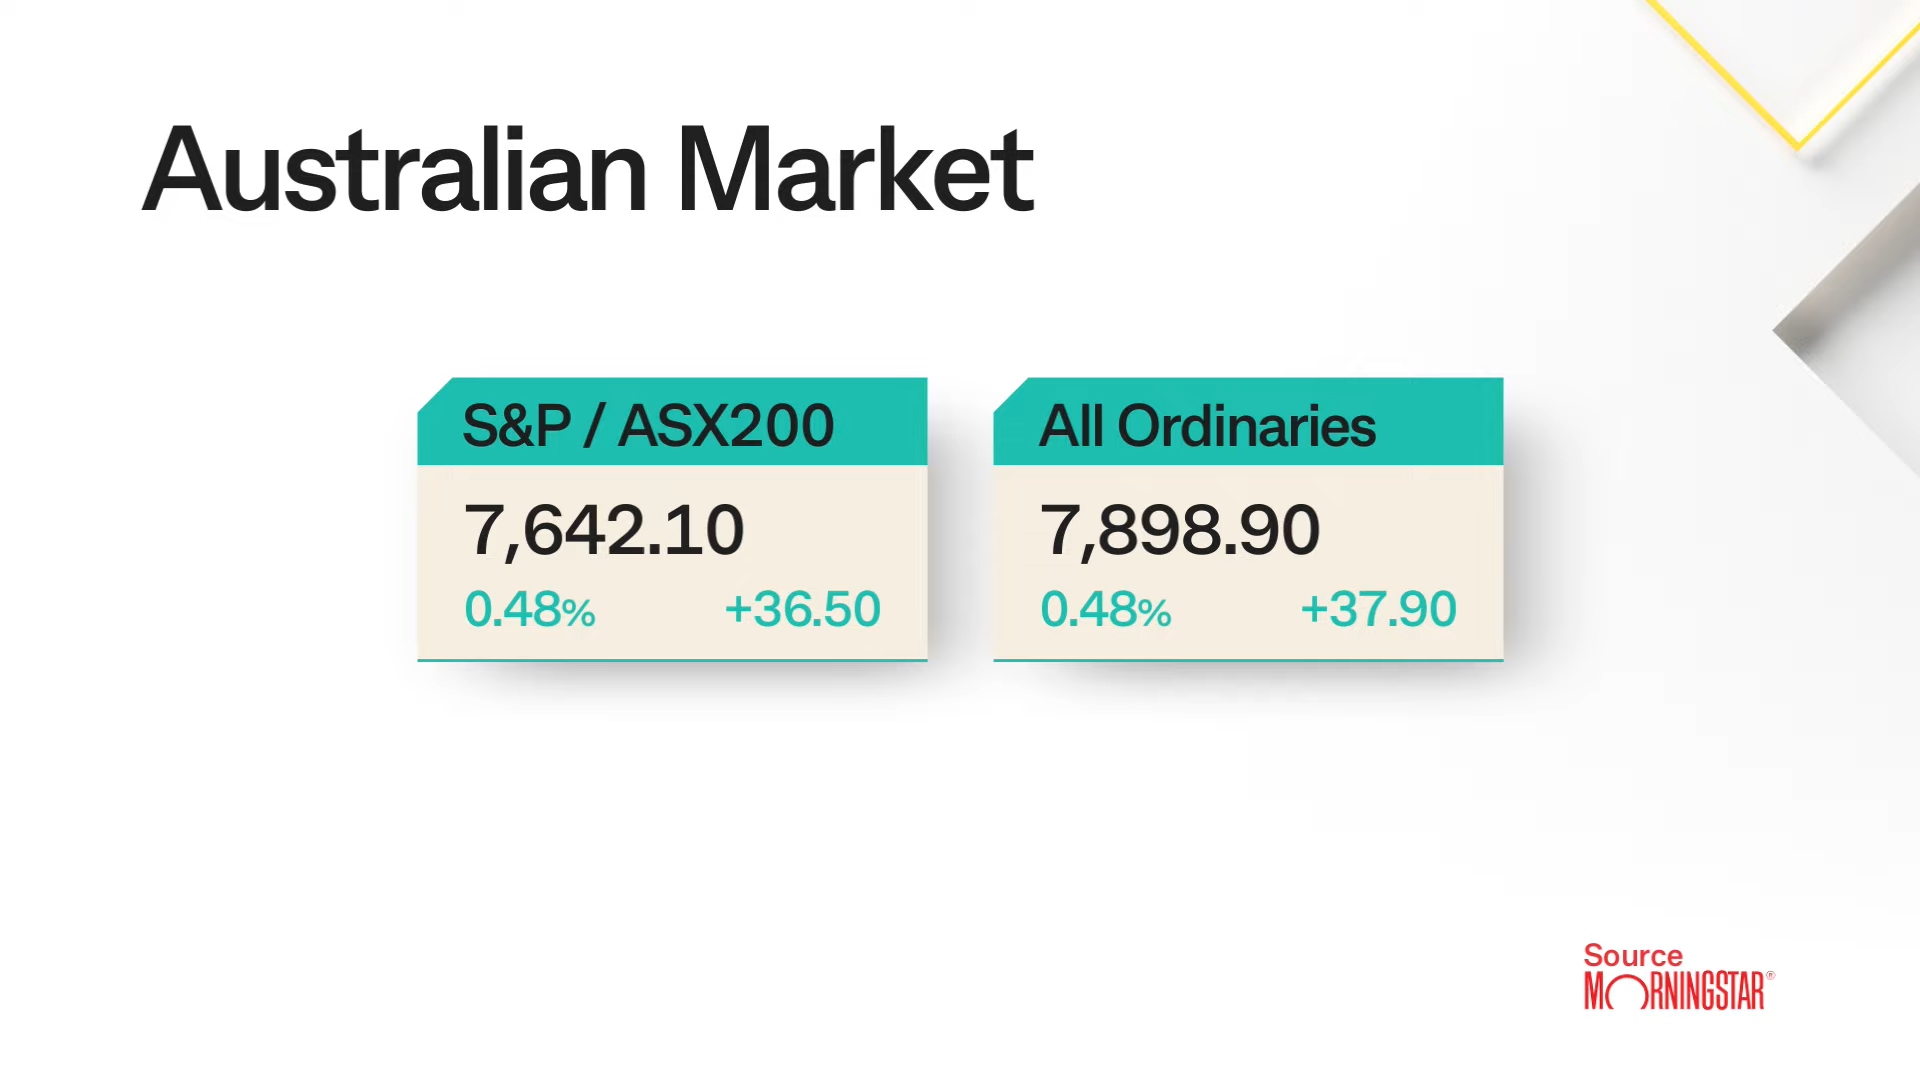 Australian Market
S&P / ASX200
7,642.10
0.48% +36.50
All Ordinaries
7,898.90
0.48% +37.90
Source
MORNINGSTAR®